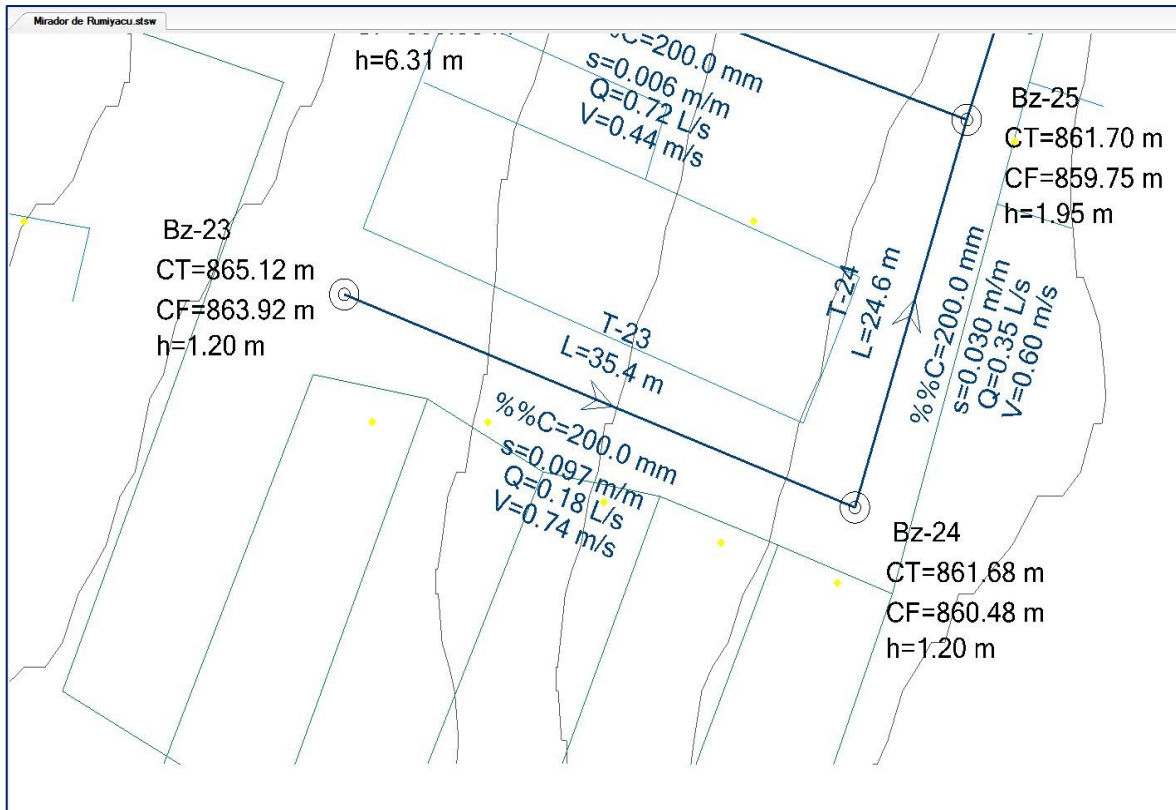 Mirador de Rumiyacu.stsw
h=6.31 m
C=200.0 mm
s=0.006 m/m
Q=0.72 L/s
V=0.44 m/s
Bz-25
CT=861.70 m
CF=859.75 m
h=1.95 m
Bz-23
CT=865.12 m
CF=863.92 m
h=1.20 m
T-23
L=35.4 m
%%C=200.0 mm
s=0.097 m/m
Q=0.18 L/s
V=0.74 m/s
T-24
L=24.6 m
%%C=200.0 mm
s=0.030 m/m
Q=0.35 L/s
V=0.60 m/s
Bz-24
CT=861.68 m
CF=860.48 m
h=1.20 m